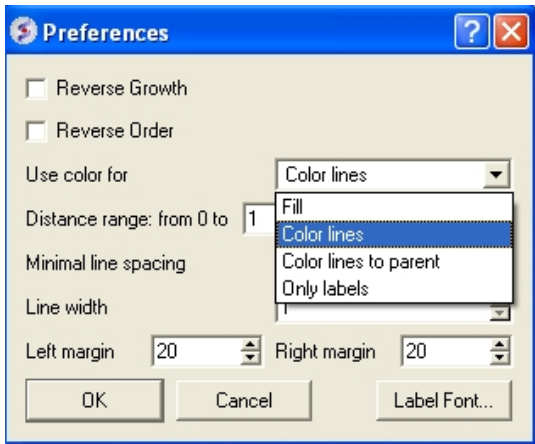 Preferences
Reverse Growth
Reverse Order
Use color for Color lines
Fill
Distance range: from 0 to 1
Color lines
Minimal line spacing
Color lines to parent
Only labels
Line width
Left margin 20 Right margin 20
OK Cancel Label Font...